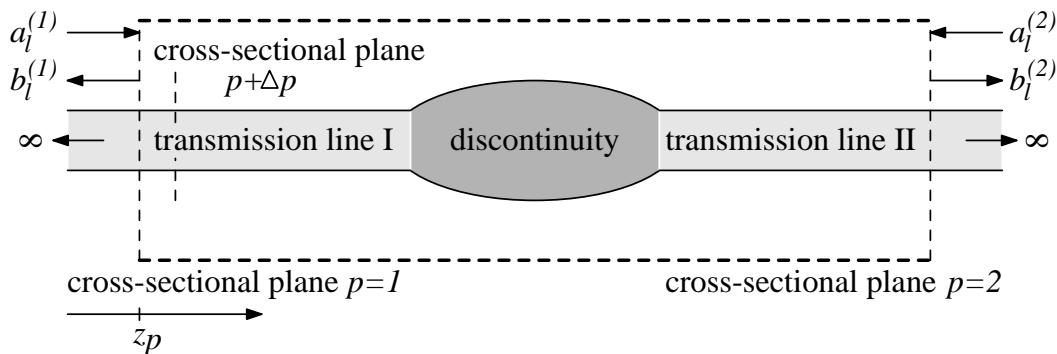 a_l^(1)
cross-sectional plane
p+Δp
a_l^(2)
b_l^(1)
b_l^(2)
∞
transmission line I
discontinuity
transmission line II
∞
cross-sectional plane p=1
cross-sectional plane p=2
z_p